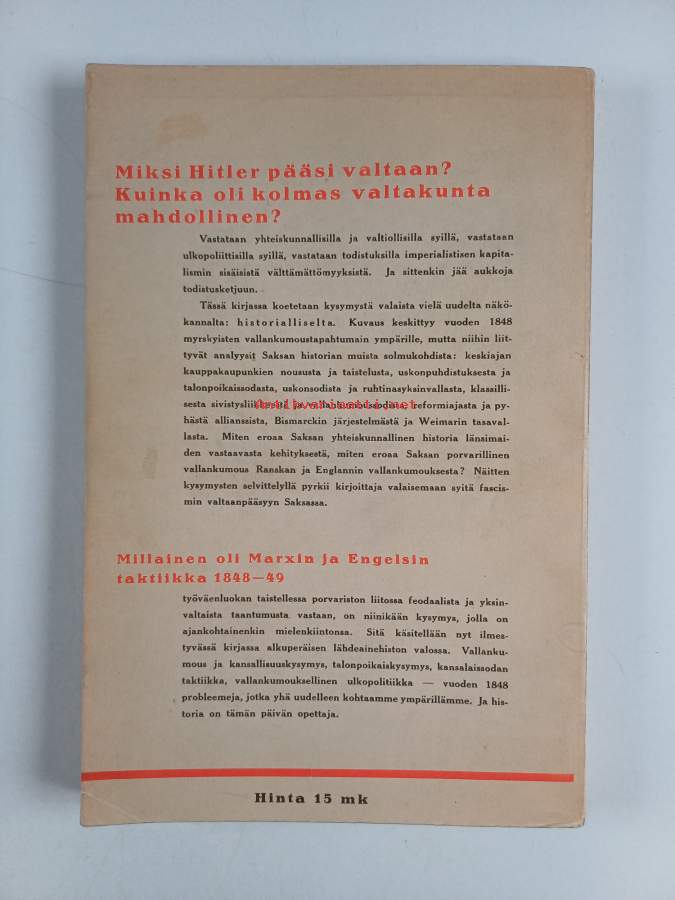 Miksi Hitler pääsi valtaan?
Kuinka oli kolmas valtakunta
mahdollinen?
Vastataan yhteiskunnallisilla ja valtiollisilla syillä, vastataan
ulkopoliittisilla syillä, vastataan todistuksilla imperialistisen kapita-
lismin sisäisistä välttämättömyyksistä. Ja sittenkin jää aukkoja
todistusketjuun.
Tässä kirjassa koetetaan kysymystä valaista vielä uudelta näkö-
kannalta: historialliselta. Kuvaus keskittyy vuoden 1848
myrskyisten vallankumoustapahtumain ympärille, mutta niihin liit-
tyvät analyysit Saksan historian muista solmukohdista: keskiajan
kauppakaupunkien noususta ja taistelusta, uskonpuhdistuksesta ja
talonpoikaissodasta, uskonsodista ja ruhtinasyksinvallasta, klassilli-
sesta ja reformiajasta ja py-
hästä allianssista, Bismarckin järjestelmästä ja Weimarin tasaval-
lasta. Miten eroaa Saksan yhteiskunnallinen historia länsimai-
den vastaavasta kehityksestä, miten eroaa Saksan porvarillinen
vallankumous Ranskan ja Englannin vallankumouksesta? Näitten
kysymysten selvittelyllä pyrkii kirjoittaja valaisemaan syitä fascis-
min valtaanpääsyyn Saksassa.
Millainen oli Marxin ja Engelsin
taktiikka 1848—49
työväenluokan taistellessa porvariston liitossa feodaalista ja yksin-
valtaista taantumusta vastaan, on niinikään kysymys, jolla on
ajankohtainenkin mielenkiintonsa. Sitä käsitellään nyt ilmes-
tyvässä kirjassa alkuperäisen lähdeainehiston valossa. Vallanku-
mous ja kansallisuuskysymys, talonpoikaiskysymys, kansalaissodan
taktiikka, vallankumouksellinen ulkopolitiikka — vuoden 1848
probleemeja, jotka yhä uudelleen kohtaamme ympärillämme. Ja his-
toria on tämän päivän opettaja.
Hinta 15 mk